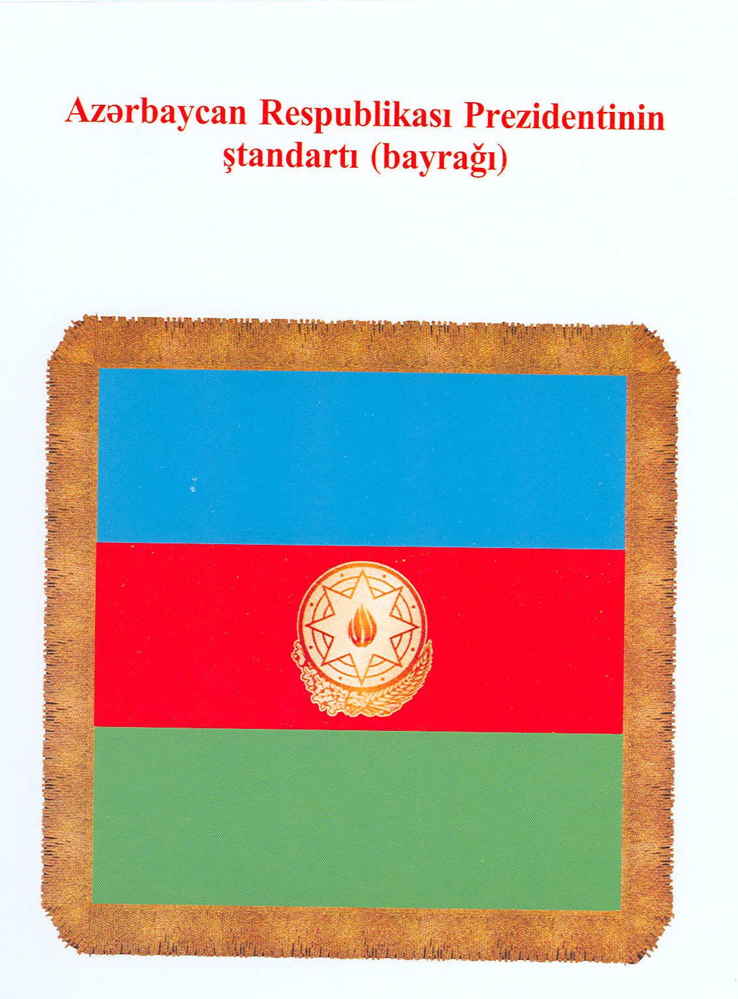 Azərbaycan Respublikası Prezidentinin
ştandartı (bayrağı)